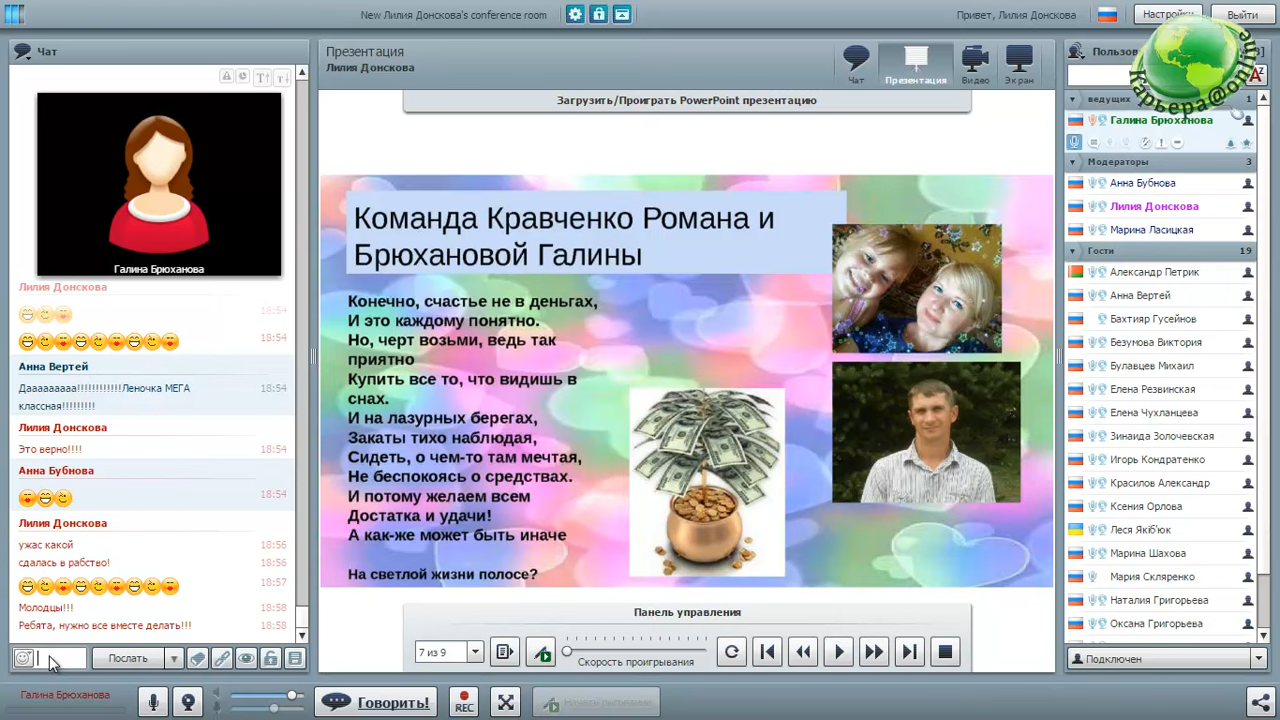 New Лилия Донскова's conference room
Привет, Лилия Донскова
Настройки
Выйти
Чат
Галина Брюханова
Лилия Донскова
18:54
18:54
Анна Вертей
Дааааааааа!!!!!!!!!!!!Леночка МЕГА
классная!!!!!!!!!
18:54
Лилия Донскова
Это верно!!!!
18:54
Анна Бубнова
18:54
Лилия Донскова
ужас какой
18:56
сдалась в рабство!
18:56
18:57
Молодцы!!!
18:58
Ребята, нужно все вместе делать!!!
18:58
Послать
Презентация
Лилия Донскова
Чат
Презентация
Видео
Экран
Загрузить/Проиграть PowerPoint презентацию
Команда Кравченко Романа и
Брюхановой Галины
Конечно, счастье не в деньгах,
И это каждому понятно.
Но, черт возьми, ведь так
приятно
Купить все то, что видишь в
снах.
И на лазурных берегах,
Закаты тихо наблюдая,
Сидеть, о чем-то там мечтая,
Не беспокоясь о средствах.
И потому желаем всем
Достатка и удачи!
А как-же может быть иначе
На светлой жизни полосе?
Панель управления
7 из 9
Скорость проигрывания
Карьера@online
ведущих
1
Галина Брюханова
Модераторы
3
Анна Бубнова
Лилия Донскова
Марина Ласицкая
Гости
19
Александр Петрик
Анна Вертей
Бахтияр Гусейнов
Безумова Виктория
Булавцев Михаил
Елена Резвинская
Елена Чухланцева
Зинаида Золочевская
Игорь Кондратенко
Красилов Александр
Ксения Орлова
Леся Якб'юк
Марина Шахова
Мария Скляренко
Наталия Григорьева
Оксана Григорьева
Подключен
Галина Брюханова
Говорить!
REC